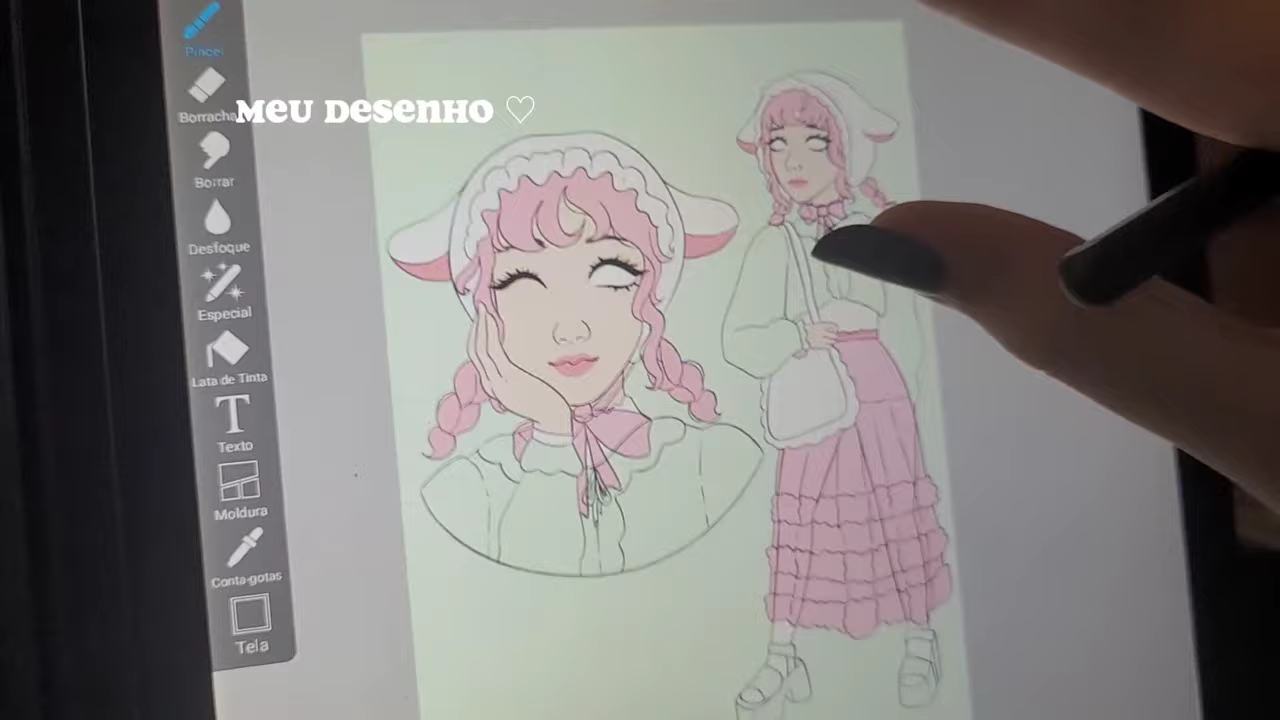 Pincel
Borracha
MEU DESENHO ♡
Borrar
Desfoque
Especial
Lata de Tinta
Texto
Moldura
Conta-gotas
Tela